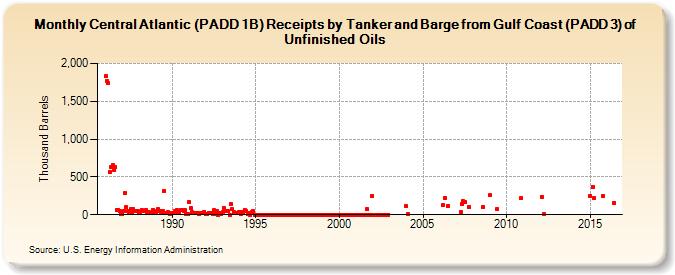 Monthly Central Atlantic (PADD 1B) Receipts by Tanker and Barge from Gulf Coast (PADD 3) of
Unfinished Oils
Thousand Barrels
2,000
1,500
1,000
500
0
1990 1995 2000 2005 2010 2015
Source: U.S. Energy Information Administration